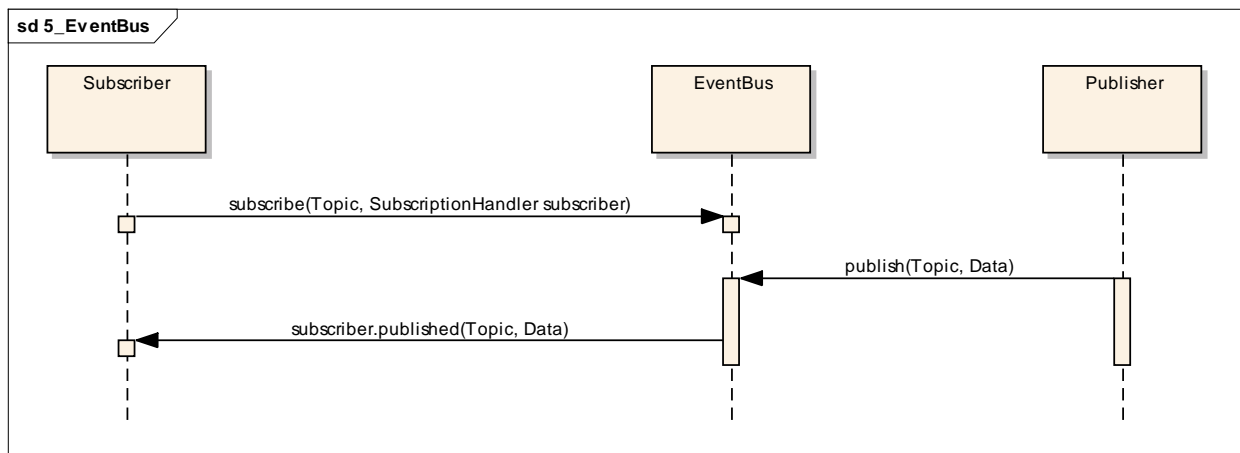 sd 5_EventBus
Subscriber
EventBus
Publisher
subscribe(Topic, SubscriptionHandler subscriber)
publish(Topic, Data)
subscriber.published(Topic, Data)